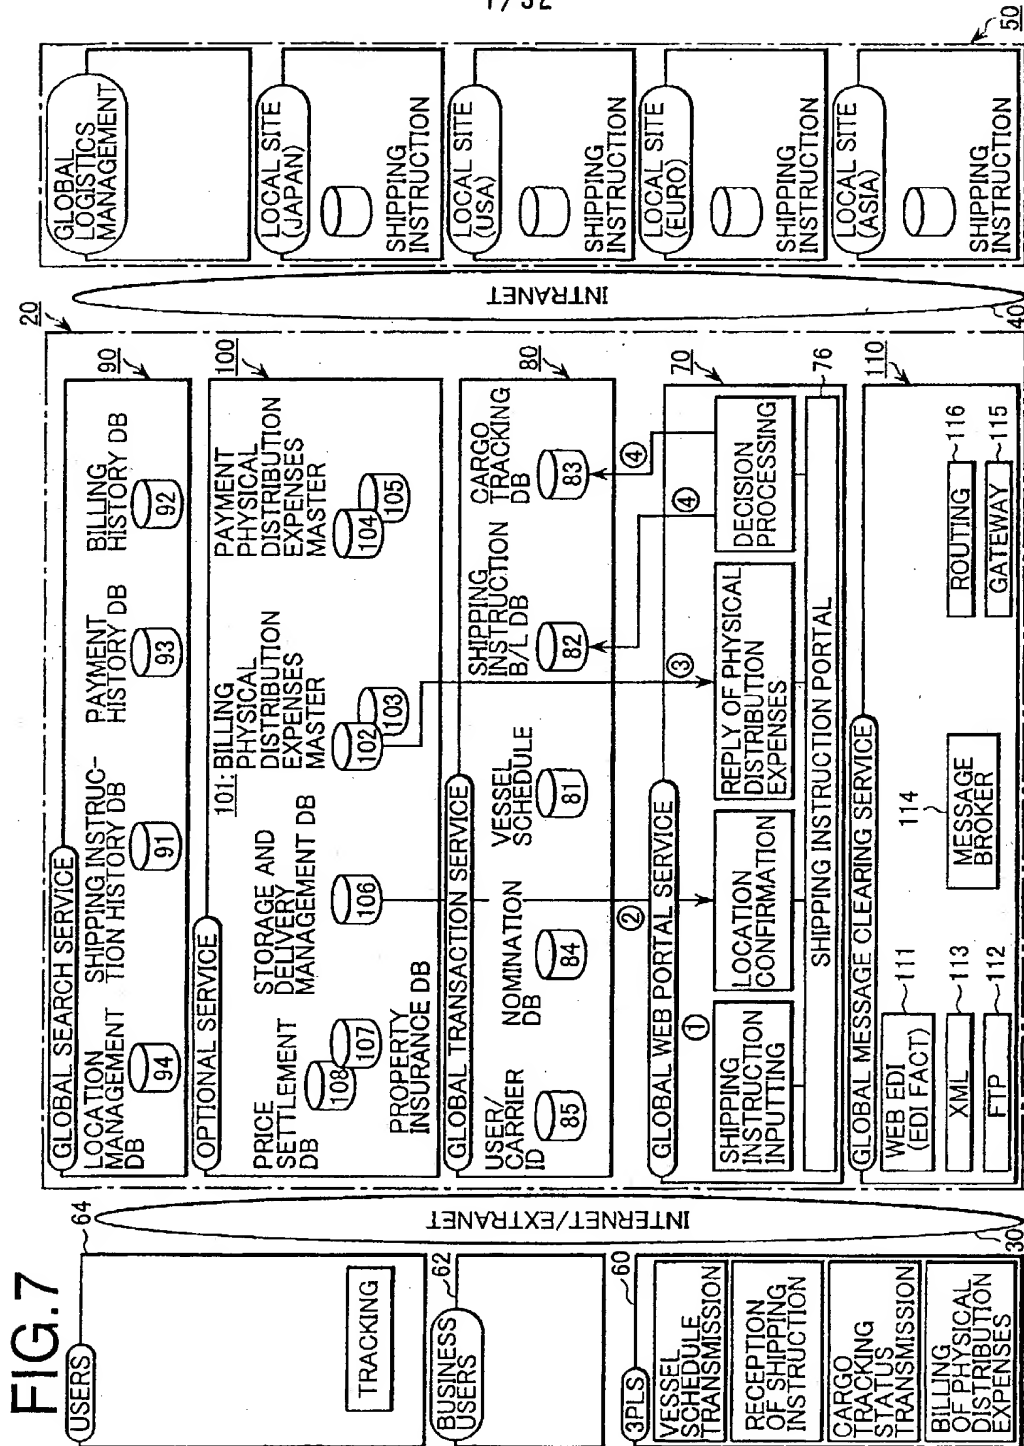 FIG.7
USERS
64
TRACKING
BUSINESS
USERS
62
3PLS
60
VESSEL
SCHEDULE
TRANSMISSION
RECEPTION
OF SHIPPING
INSTRUCTION
CARGO
TRACKING
STATUS
TRANSMISSION
BILLING
OF PHYSICAL
DISTRIBUTION
EXPENSES
INTERNET/EXTRANET
30
20
GLOBAL SEARCH SERVICE
90
LOCATION
MANAGEMENT
DB
94
SHIPPING INSTRUC-
TION HISTORY DB
91
PAYMENT
HISTORY DB
93
BILLING
HISTORY DB
92
OPTIONAL SERVICE
100
PRICE
SETTLEMENT
DB
108
107
PROPERTY
INSURANCE DB
STORAGE AND
DELIVERY
MANAGEMENT DB
106
101: BILLING
PHYSICAL
DISTRIBUTION
EXPENSES
MASTER
102
103
PAYMENT
PHYSICAL
DISTRIBUTION
EXPENSES
MASTER
104
105
GLOBAL TRANSACTION SERVICE
80
USER/
CARRIER
ID
85
NOMINATION
DB
84
VESSEL
SCHEDULE
81
SHIPPING
INSTRUCTION
B/L DB
82
CARGO
TRACKING
DB
83
GLOBAL WEB PORTAL SERVICE
70
①
②
③
④
④
SHIPPING
INSTRUCTION
INPUTTING
LOCATION
CONFIRMATION
REPLY OF PHYSICAL
DISTRIBUTION
EXPENSES
DECISION
PROCESSING
SHIPPING INSTRUCTION PORTAL
76
GLOBAL MESSAGE CLEARING SERVICE
110
WEB EDI
(EDI FACT)
111
XML
113
FTP
112
114
MESSAGE
BROKER
ROUTING
116
GATEWAY
115
INTRANET
40
GLOBAL
LOGISTICS
MANAGEMENT
LOCAL SITE
(JAPAN)
SHIPPING
INSTRUCTION
LOCAL SITE
(USA)
SHIPPING
INSTRUCTION
LOCAL SITE
(EURO)
SHIPPING
INSTRUCTION
LOCAL SITE
(ASIA)
SHIPPING
INSTRUCTION
50